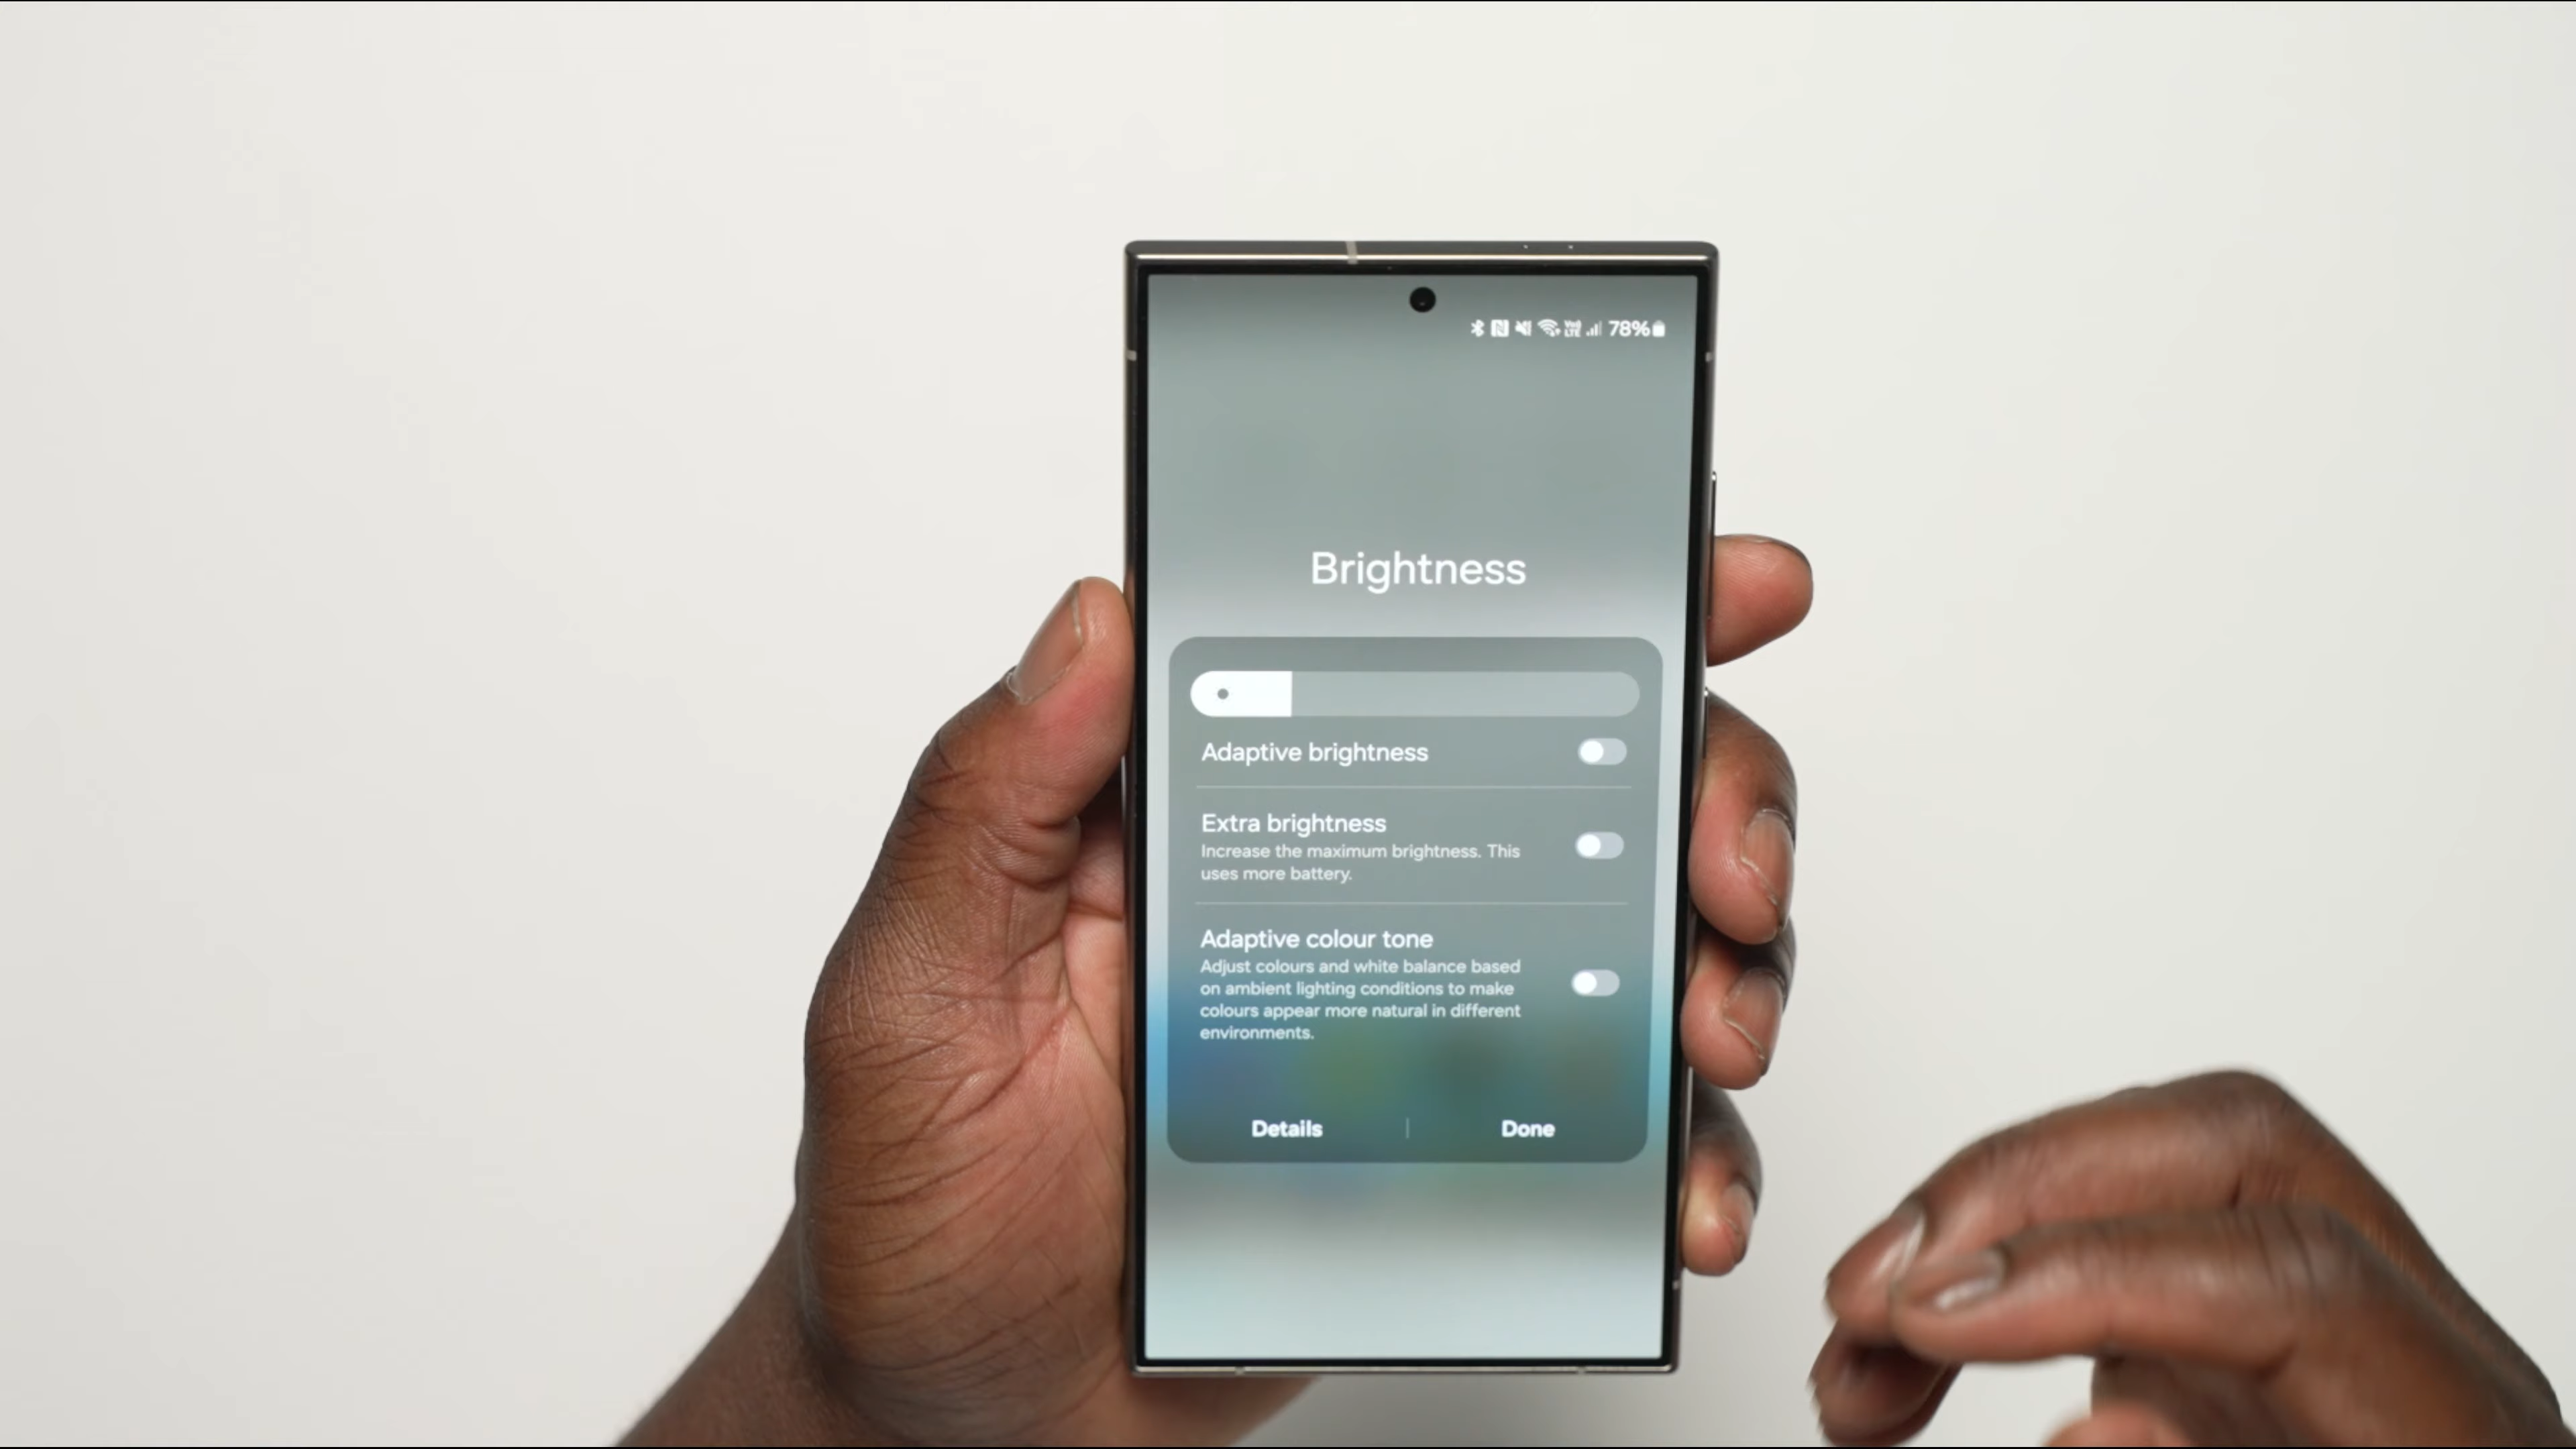 78%
Brightness
Adaptive brightness
Extra brightness
Increase the maximum brightness. This
uses more battery.
Adaptive colour tone
Adjust colours and white balance based
on ambient lighting conditions to make
colours appear more natural in different
environments.
Details
Done